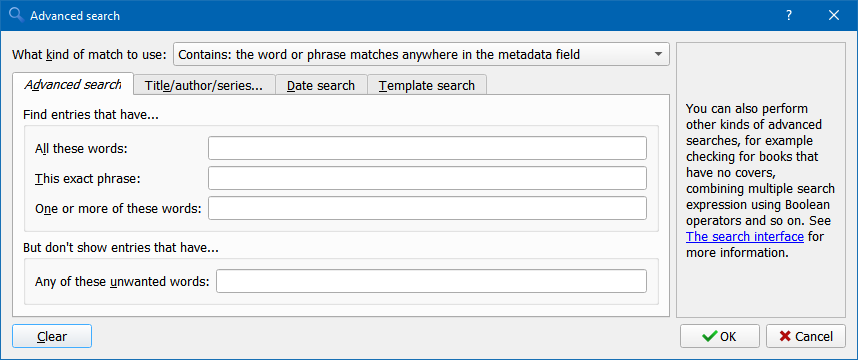 Advanced search
What kind of match to use: Contains: the word or phrase matches anywhere in the metadata field
Advanced search Title/author/series... Date search Template search
Find entries that have...
All these words:
This exact phrase:
One or more of these words:
But don't show entries that have...
Any of these unwanted words:
You can also perform
other kinds of advanced
searches, for example
checking for books that
have no covers,
combining multiple search
expression using Boolean
operators and so on. See
The search interface for
more information.
Clear OK Cancel